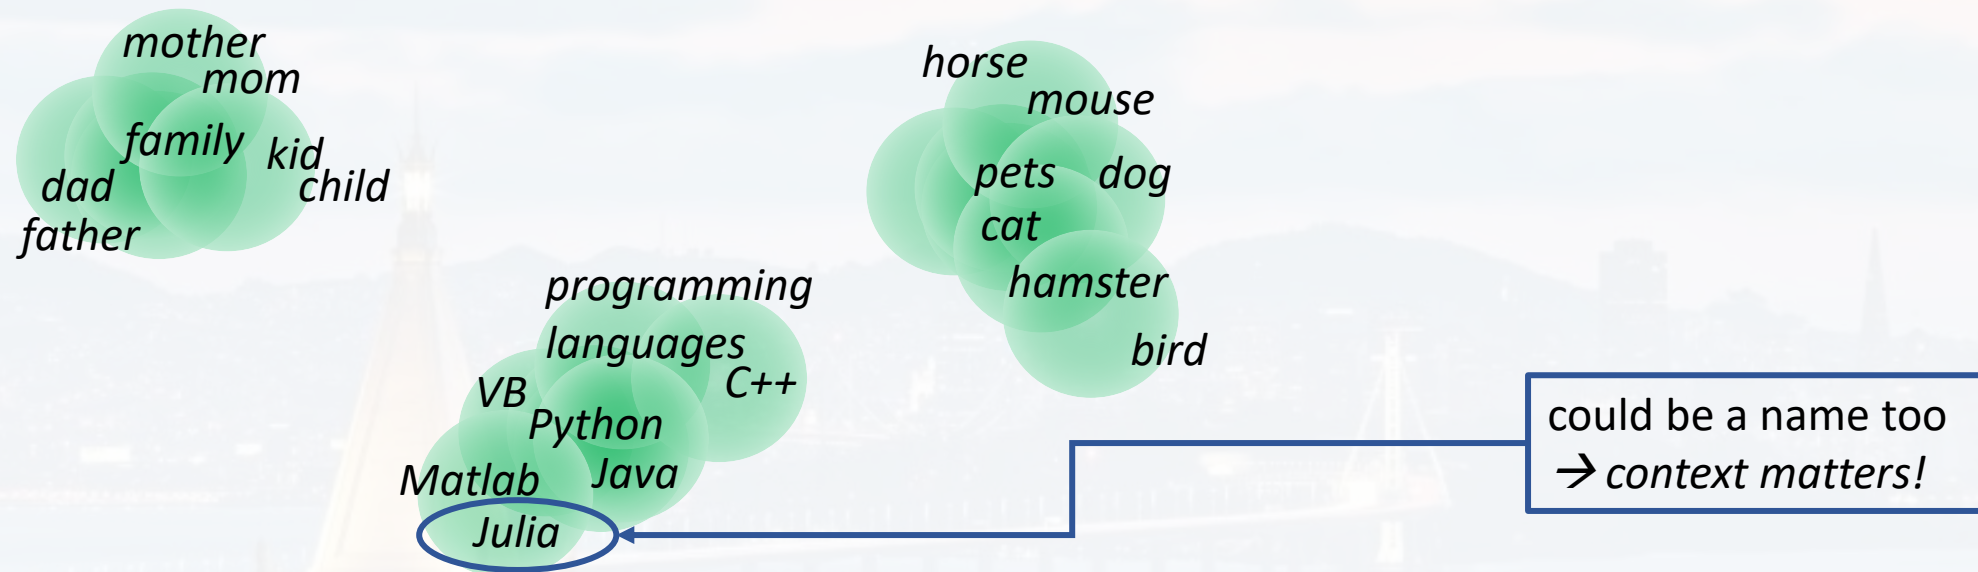 mother
mom
family
kid
child
dad
father
horse
mouse
pets
dog
cat
hamster
bird
programming
languages
VB
C++
Python
Matlab
Java
Julia
could be a name too
→ context matters!